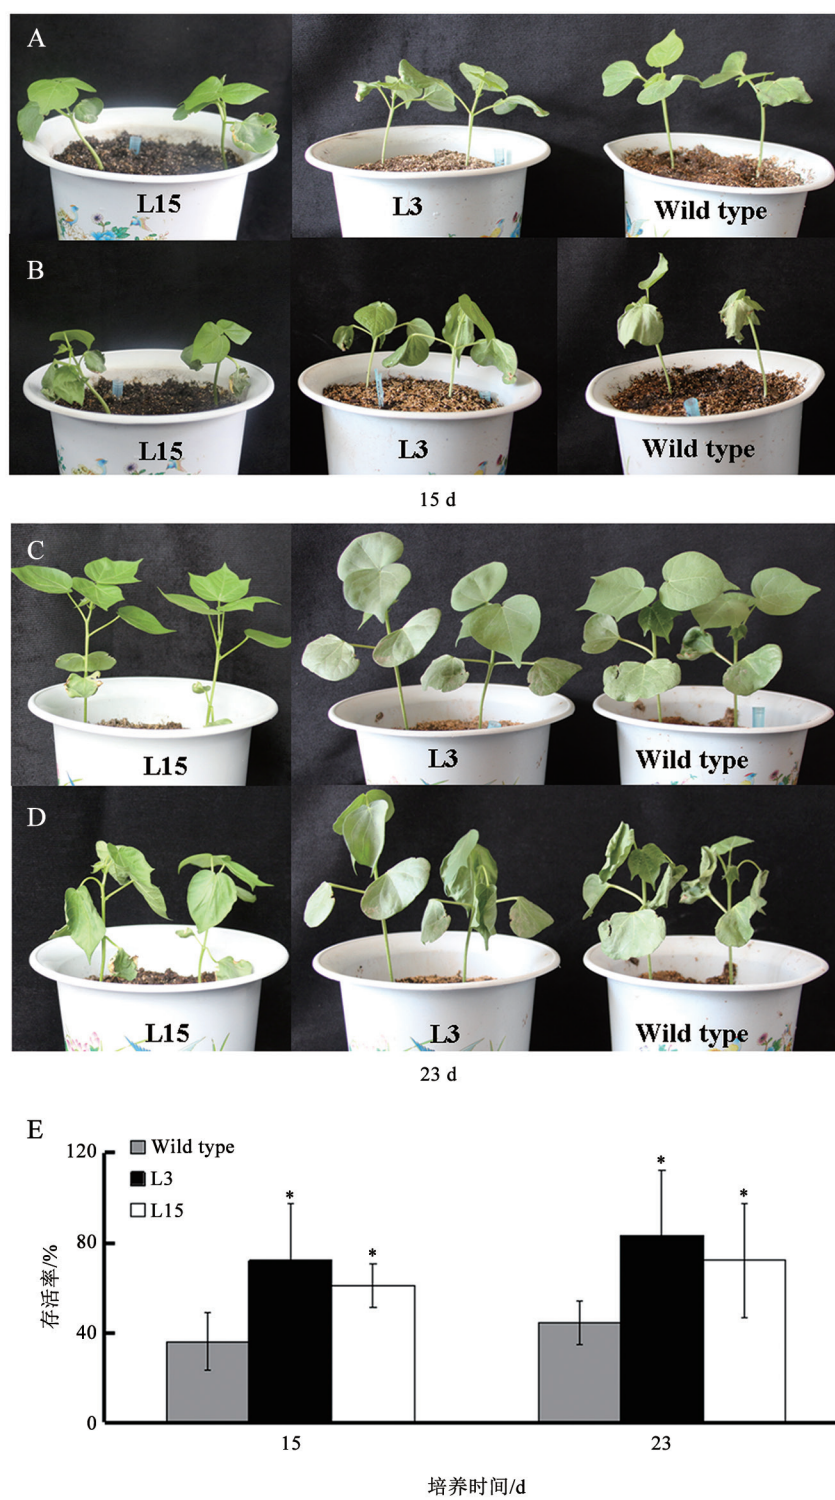 A
L15
L3
Wild type
B
L15
L3
Wild type
15 d
C
L15
L3
Wild type
D
L15
L3
Wild type
23 d
E
120
80
40
0
存活率/%
Wild type
L3
L15
*
*
*
*
15
23
培养时间/d